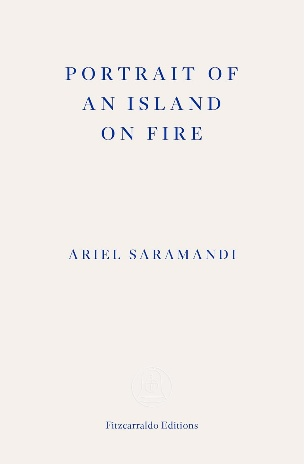 PORTRAIT OF
AN ISLAND
ON FIRE
ARIEL SARAMANDI
Fitzcarraldo Editions